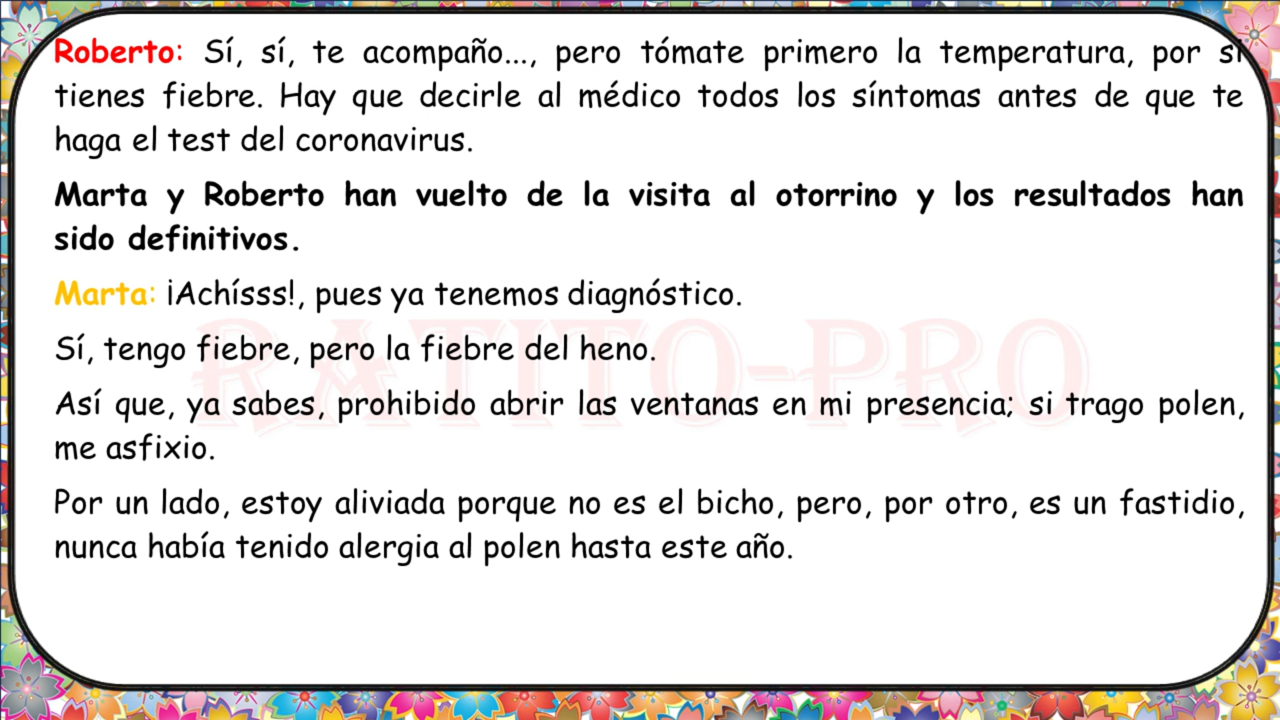 Roberto: Sí, sí, te acompaño..., pero tómate primero la temperatura, por si
tienes fiebre. Hay que decirle al médico todos los síntomas antes de que te
haga el test del coronavirus.
Marta y Roberto han vuelto de la visita al otorrino y los resultados han
sido definitivos.
Marta: ¡Achísss!, pues ya tenemos diagnóstico.
Sí, tengo fiebre, pero la fiebre del heno.
Así que, ya sabes, prohibido abrir las ventanas en mi presencia; si trago polen,
me asfixio.
Por un lado, estoy aliviada porque no es el bicho, pero, por otro, es un fastidio,
nunca había tenido alergia al polen hasta este año.
RATITO-PRO